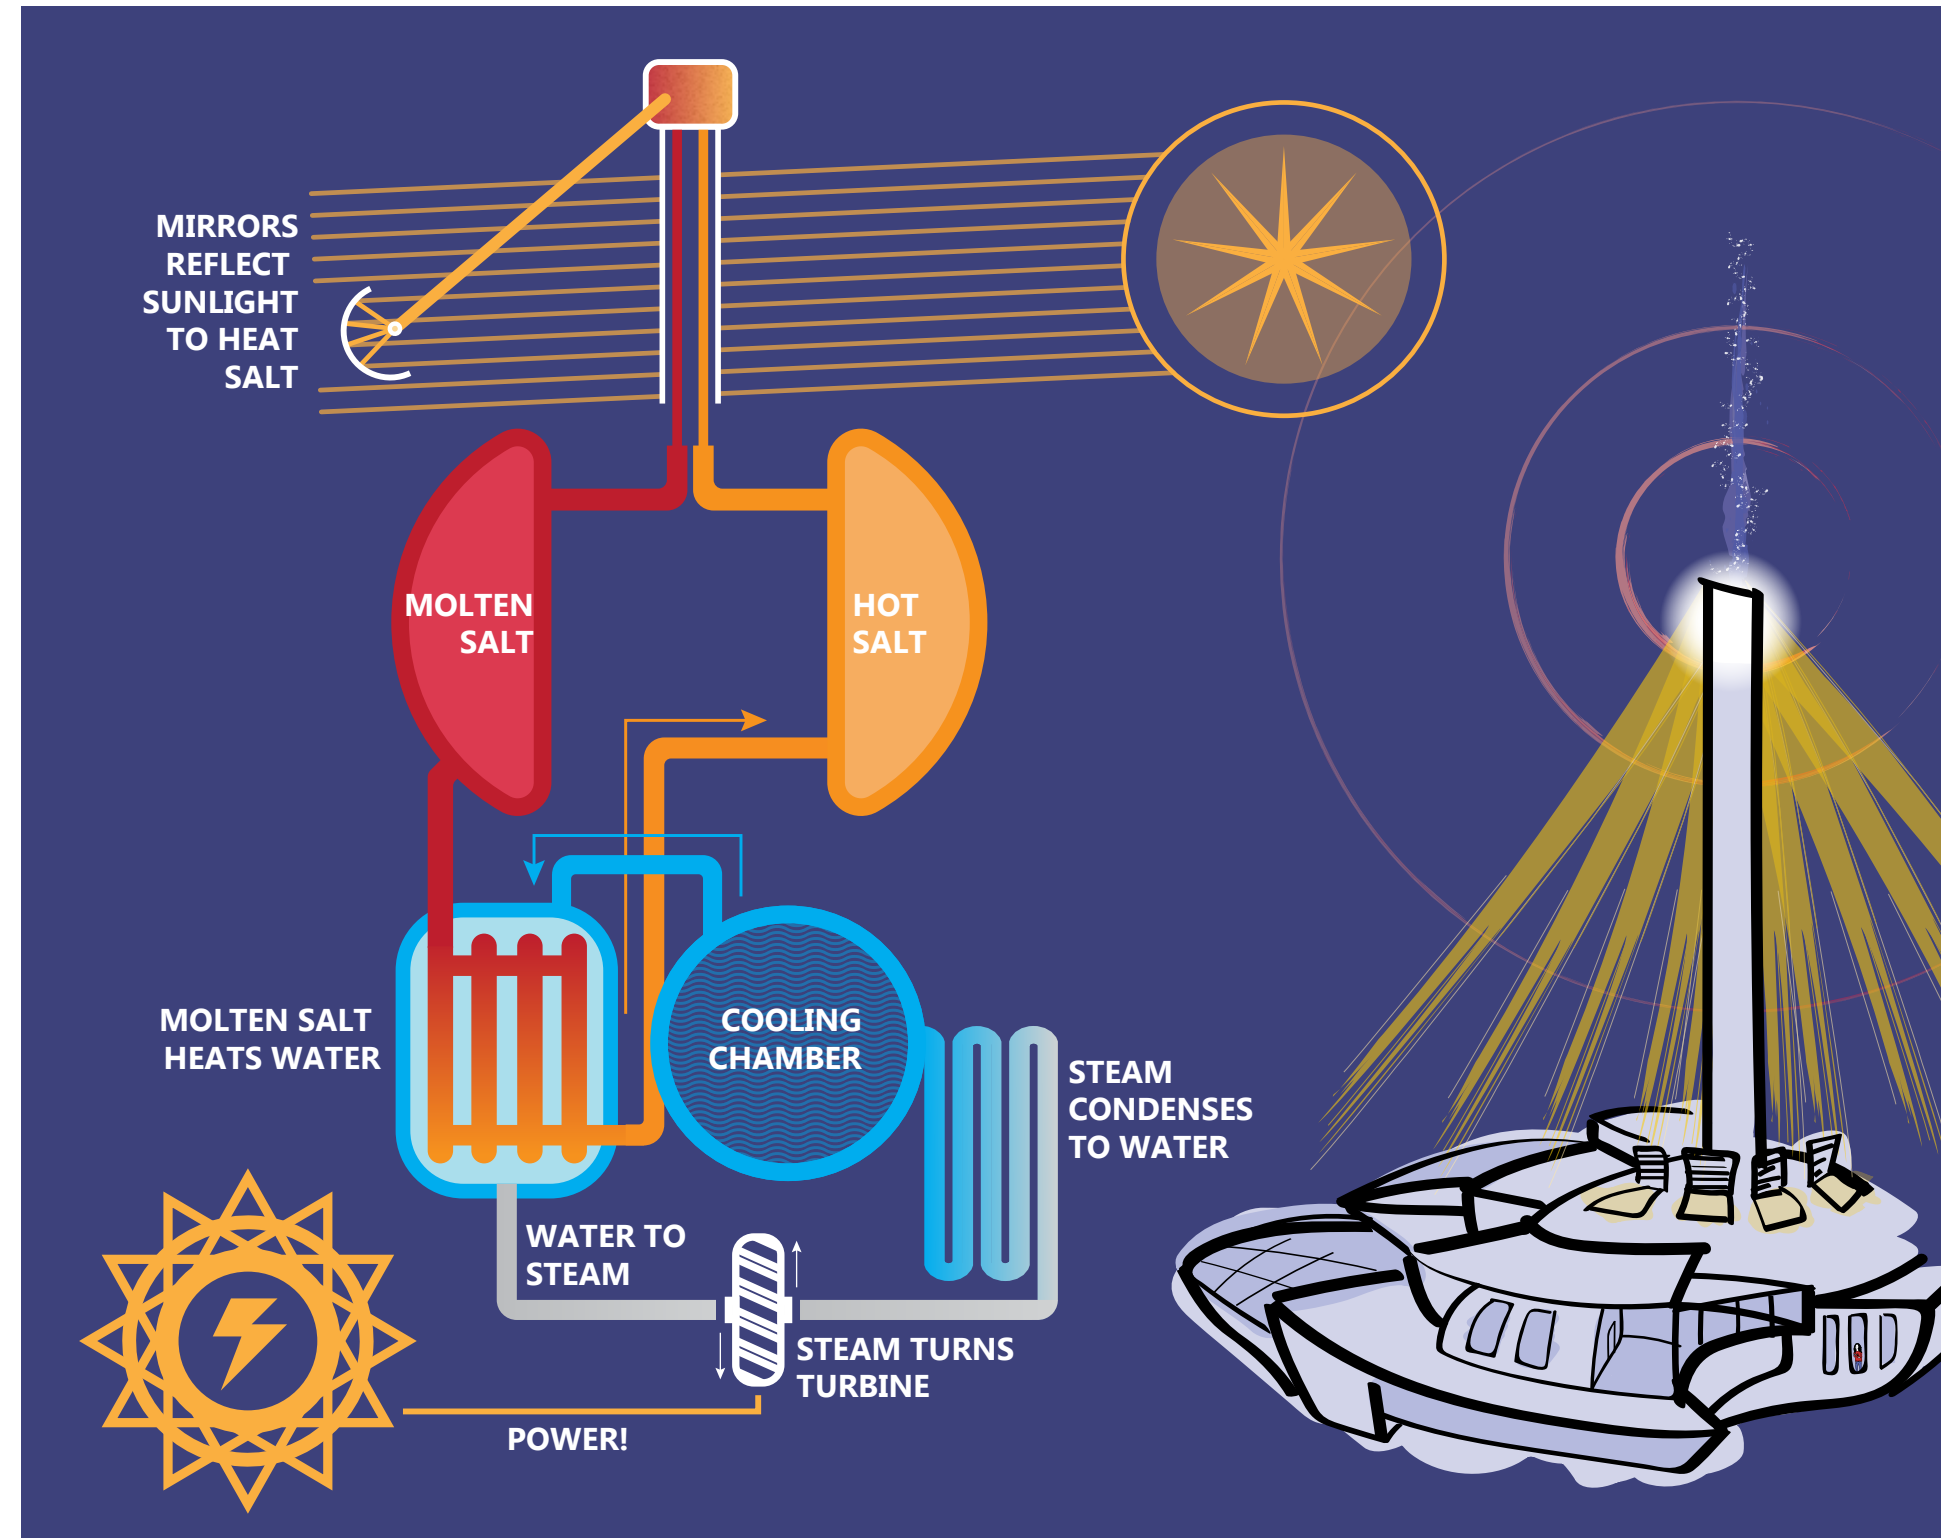 MIRRORS
REFLECT
SUNLIGHT
TO HEAT
SALT
MOLTEN
SALT
HOT
SALT
MOLTEN SALT
HEATS WATER
COOLING
CHAMBER
STEAM
CONDENSES
TO WATER
WATER TO
STEAM
STEAM TURNS
TURBINE
POWER!